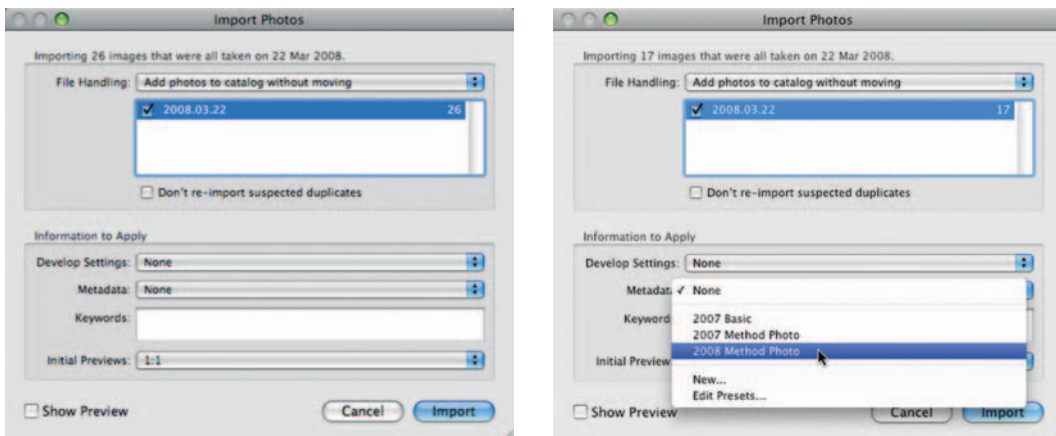 Import Photos
Importing 26 images that were all taken on 22 Mar 2008.
File Handling: Add photos to catalog without moving
2008.03.22 26
Don't re-import suspected duplicates
Information to Apply
Develop Settings: None
Metadata: None
Keywords:
Initial Previews: 1:1
Show Preview Cancel Import
Import Photos
Importing 17 images that were all taken on 22 Mar 2008.
File Handling: Add photos to catalog without moving
2008.03.22 17
Don't re-import suspected duplicates
Information to Apply
Develop Settings: None
Metadat ✓ None
Keyword
2007 Basic
2007 Method Photo
2008 Method Photo
Initial Preview
New...
Edit Presets...
Show Preview Cancel Import